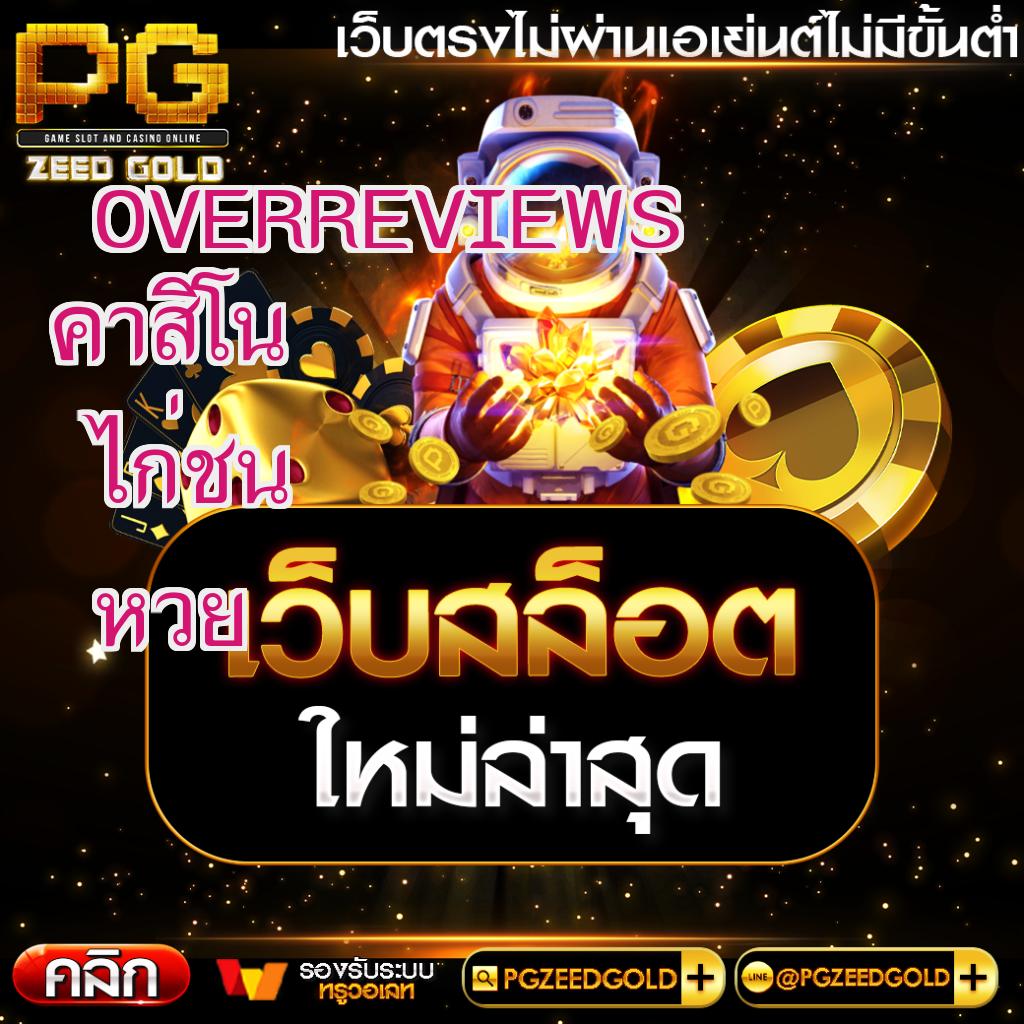 เว็บตรงไม่ผ่านเอเย่นต์ไม่มีขั้นต่ำ
PG
GAME SLOT AND CASINO ONLINE
ZEED GOLD
OVERREVIEWS
คาสิโน
K
ไก่ชน
J
หวย
เว็บสล็อต
ใหม่ล่าสุด
คลิก
รองรับระบบ
ทรูวอเลท
PGZEEDGOLD +
LINE @PGZEEDGOLD +